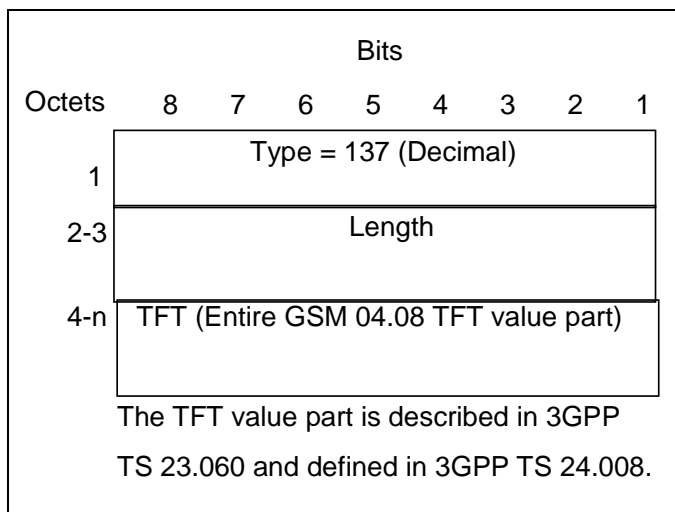 Bits
Octets 8 7 6 5 4 3 2 1
1 Type = 137 (Decimal)
2-3 Length
4-n TFT (Entire GSM 04.08 TFT value part)
The TFT value part is described in 3GPP
TS 23.060 and defined in 3GPP TS 24.008.